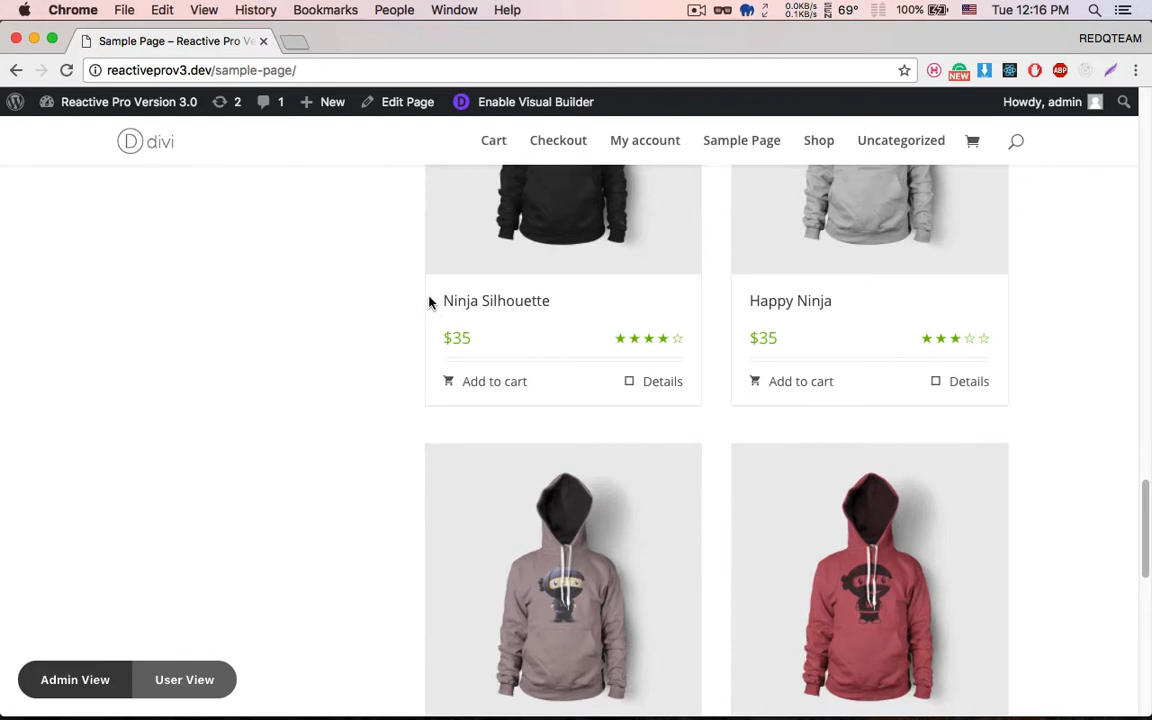 Chrome File Edit View History Bookmarks People Window Help 0.0KB/s 0.1KB/s 69° 100% Tue 12:16 PM
Sample Page – Reactive Pro Ve REDQTEAM
reactiveprov3.dev/sample-page/ NEW ABP
Reactive Pro Version 3.0 2 1 New Edit Page D Enable Visual Builder Howdy, admin
D divi Cart Checkout My account Sample Page Shop Uncategorized
Ninja Silhouette Happy Ninja
$35 ★★★★☆ $35 ★★★☆☆
Add to cart Details Add to cart Details
Admin View User View